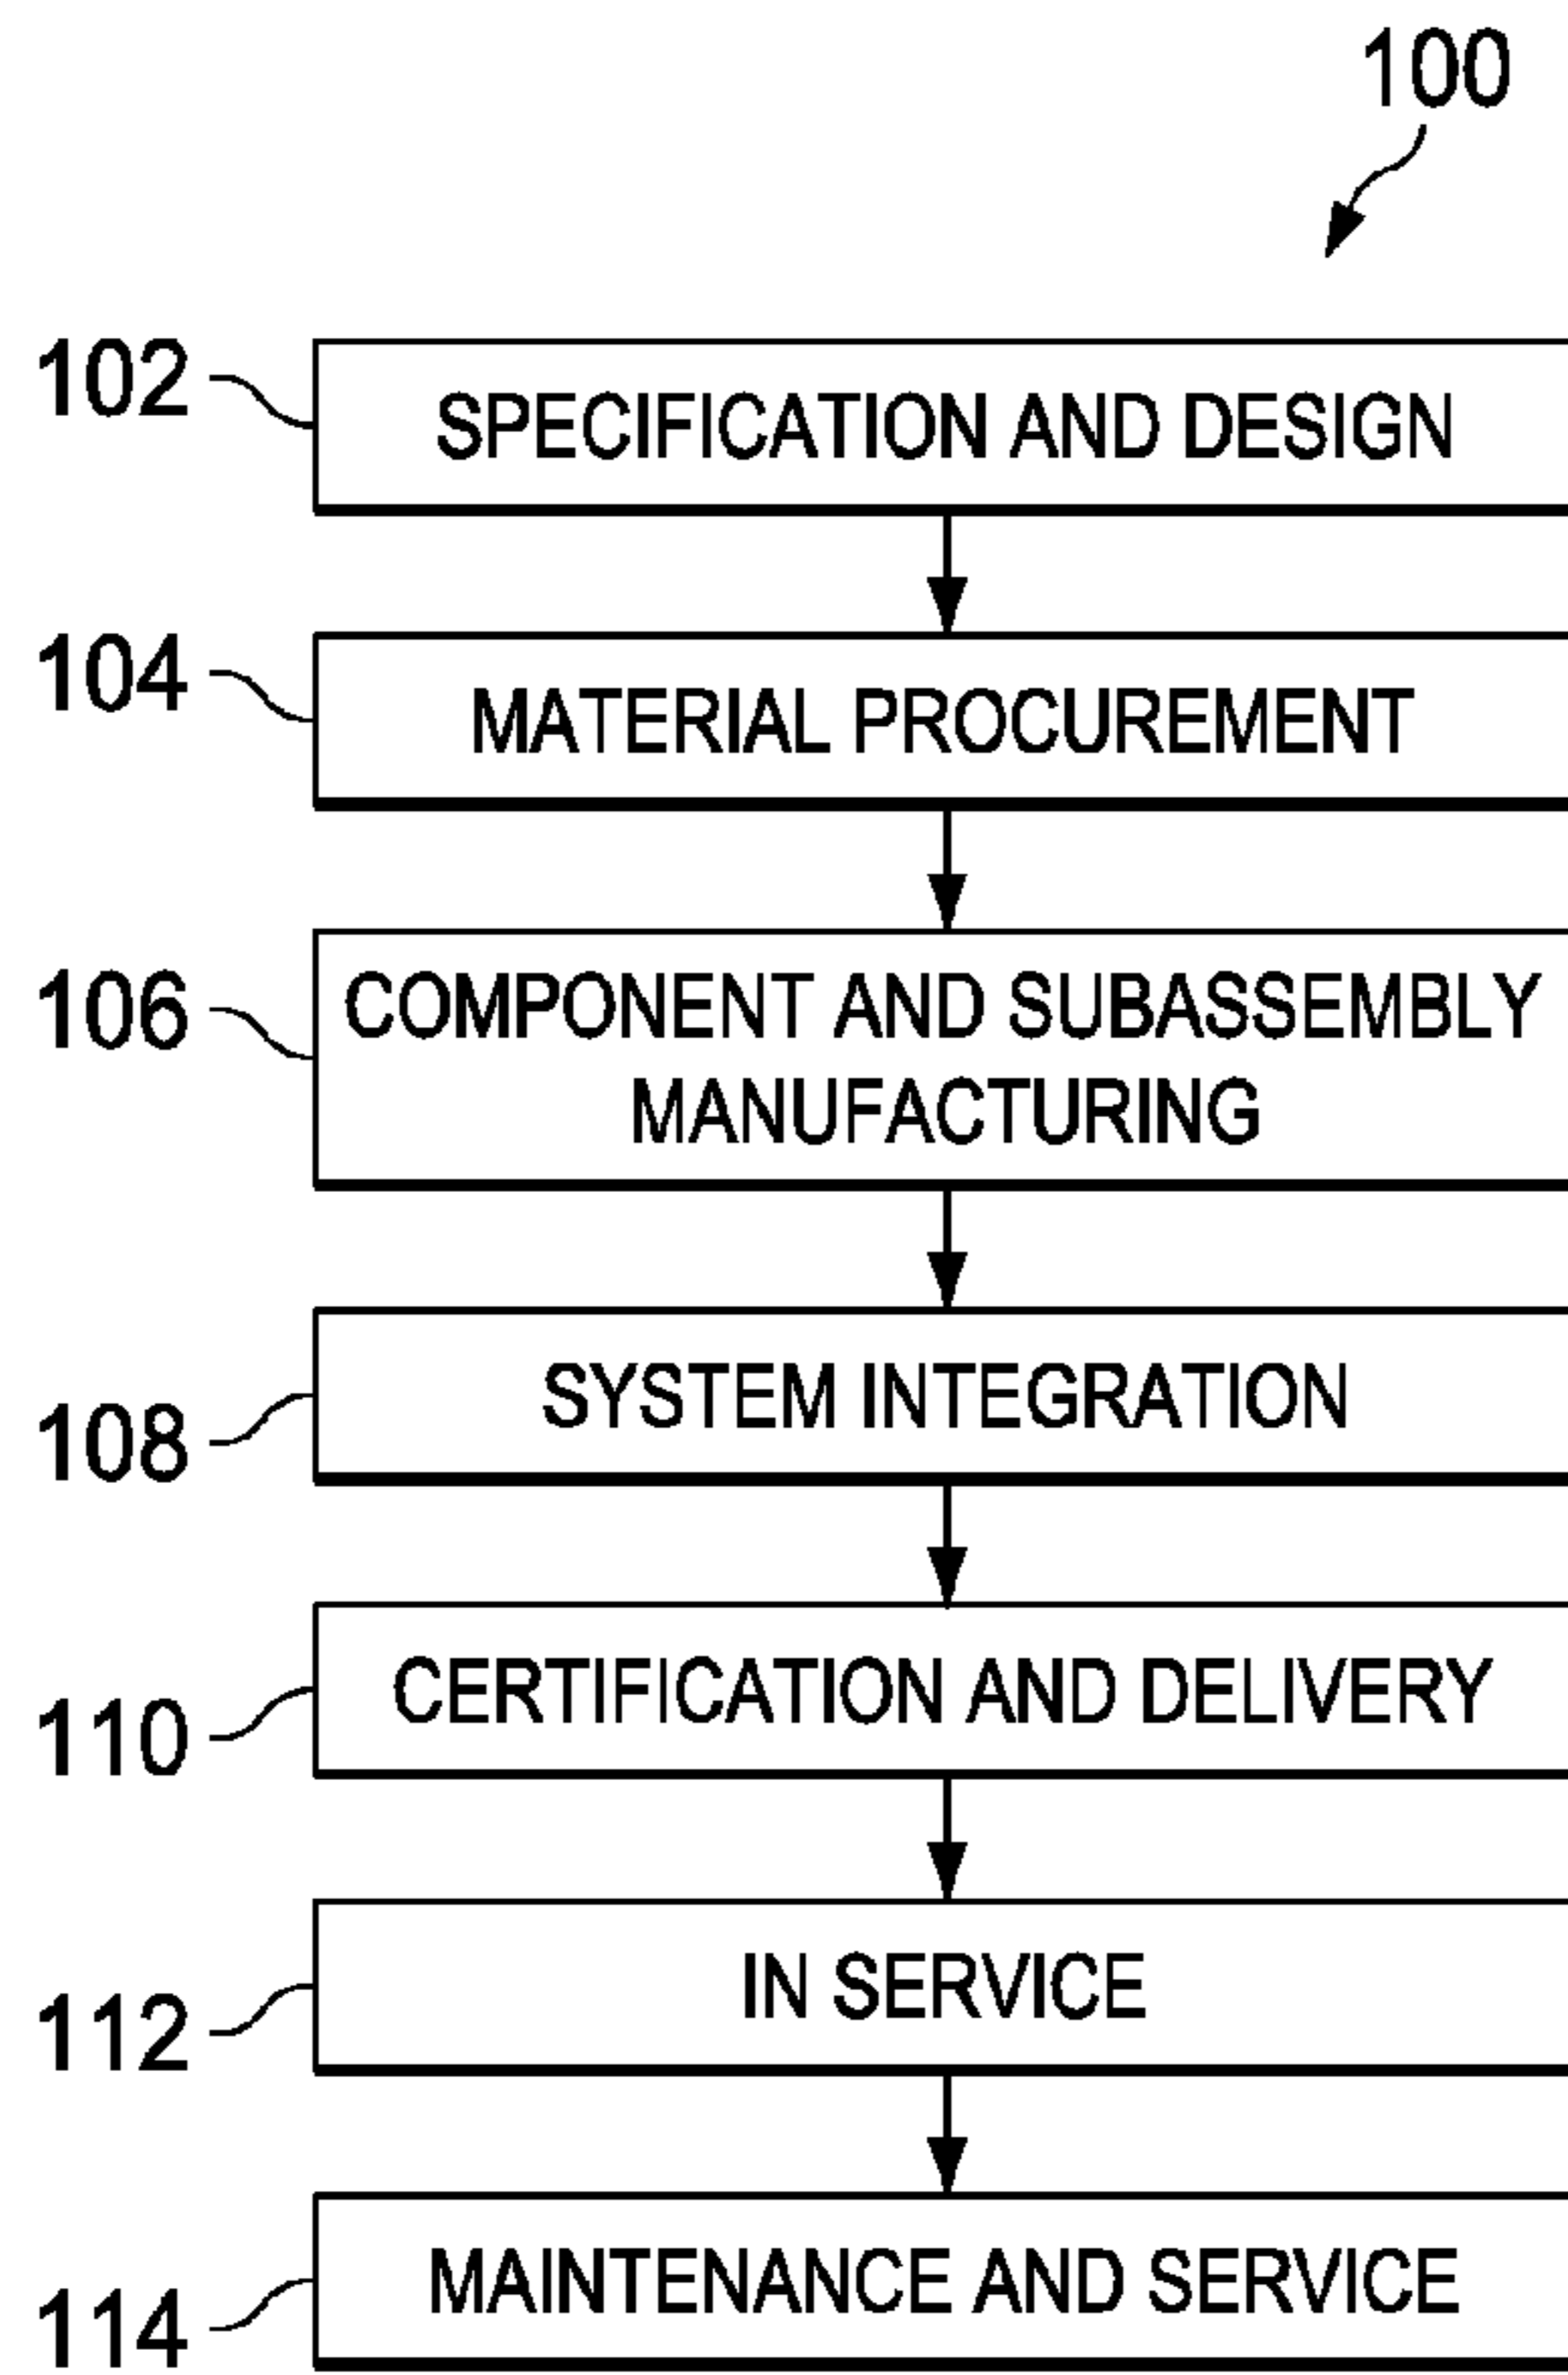 100
102 SPECIFICATION AND DESIGN
104 MATERIAL PROCUREMENT
106 COMPONENT AND SUBASSEMBLY
MANUFACTURING
108 SYSTEM INTEGRATION
110 CERTIFICATION AND DELIVERY
112 IN SERVICE
114 MAINTENANCE AND SERVICE